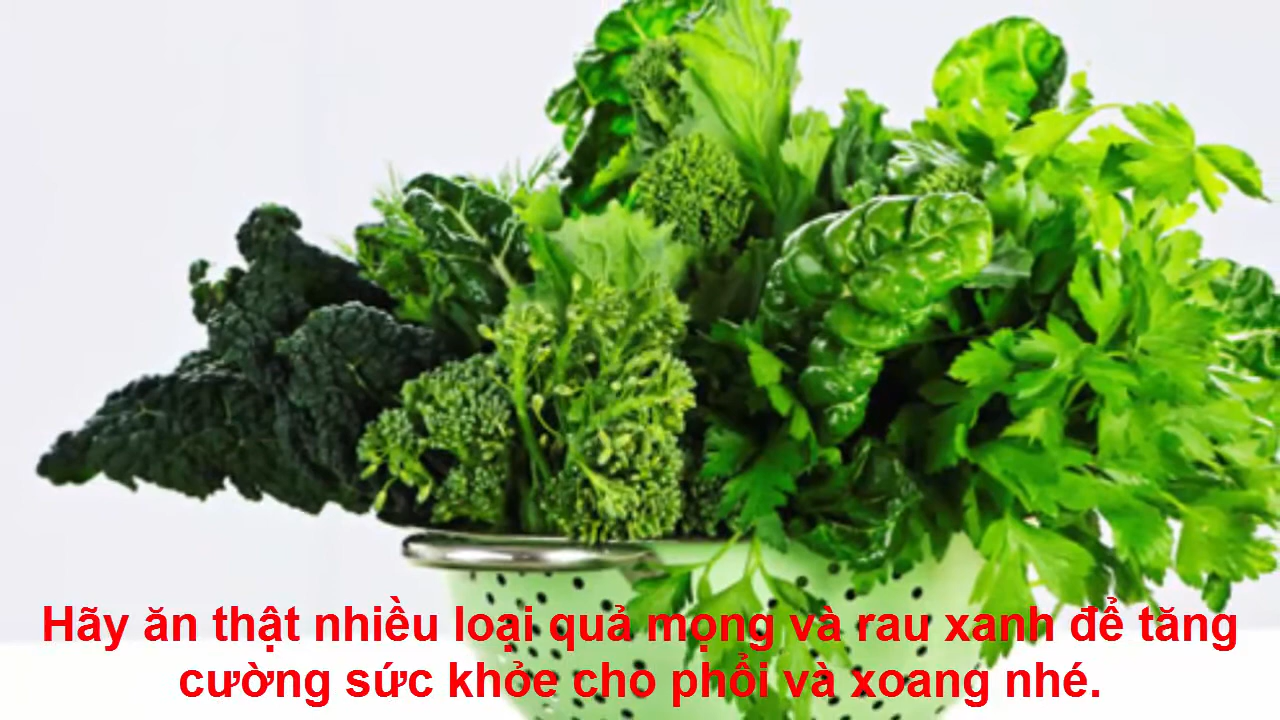 Hãy ăn thật nhiều loại quả mọng và rau xanh để tăng
cường sức khỏe cho phổi và xoang nhé.